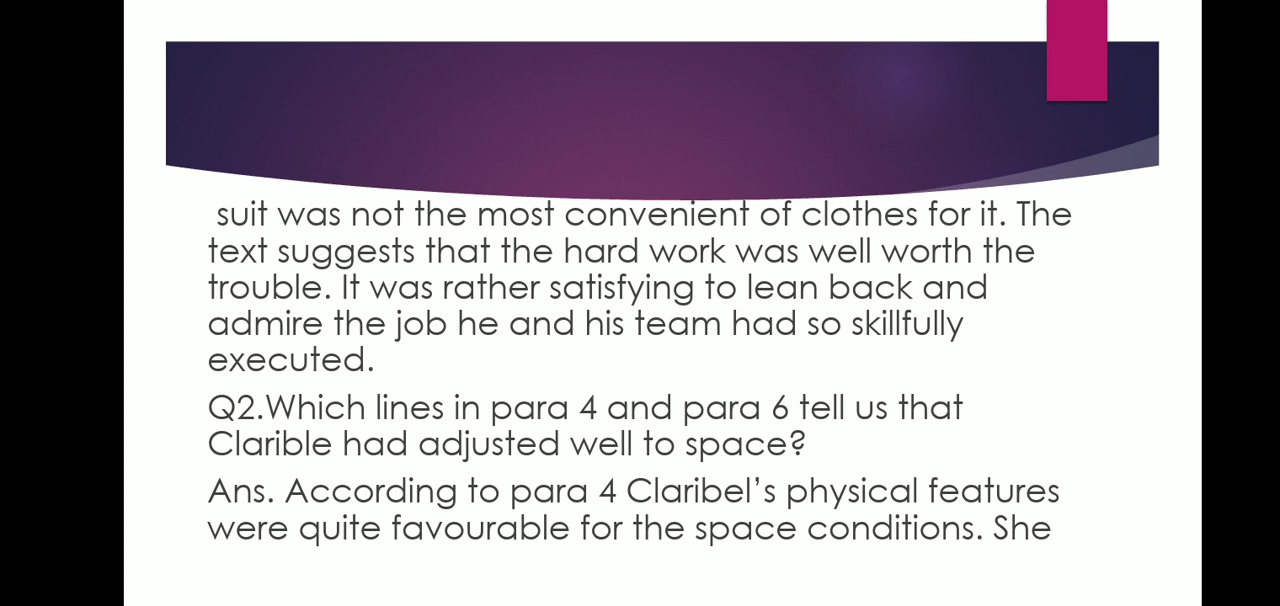 suit was not the most convenient of clothes for it. The
text suggests that the hard work was well worth the
trouble. It was rather satisfying to lean back and
admire the job he and his team had so skillfully
executed.
Q2.Which lines in para 4 and para 6 tell us that
Clarible had adjusted well to space?
Ans. According to para 4 Claribel’s physical features
were quite favourable for the space conditions. She